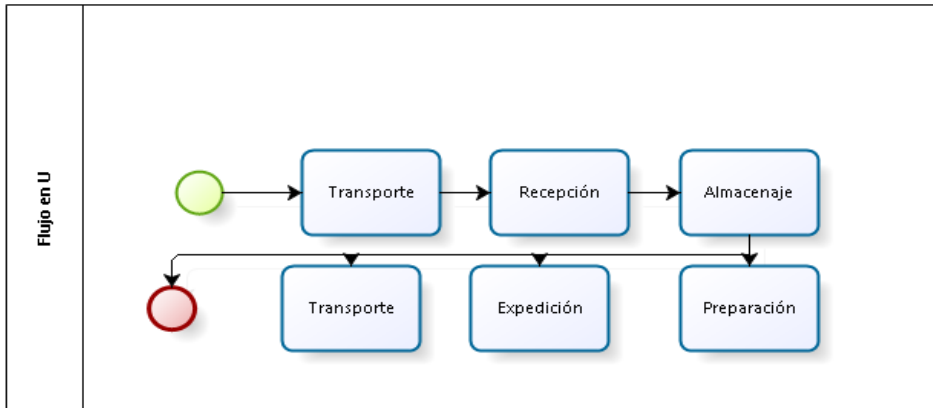 Flujo en U
Transporte
Recepción
Almacenaje
Transporte
Expedición
Preparación